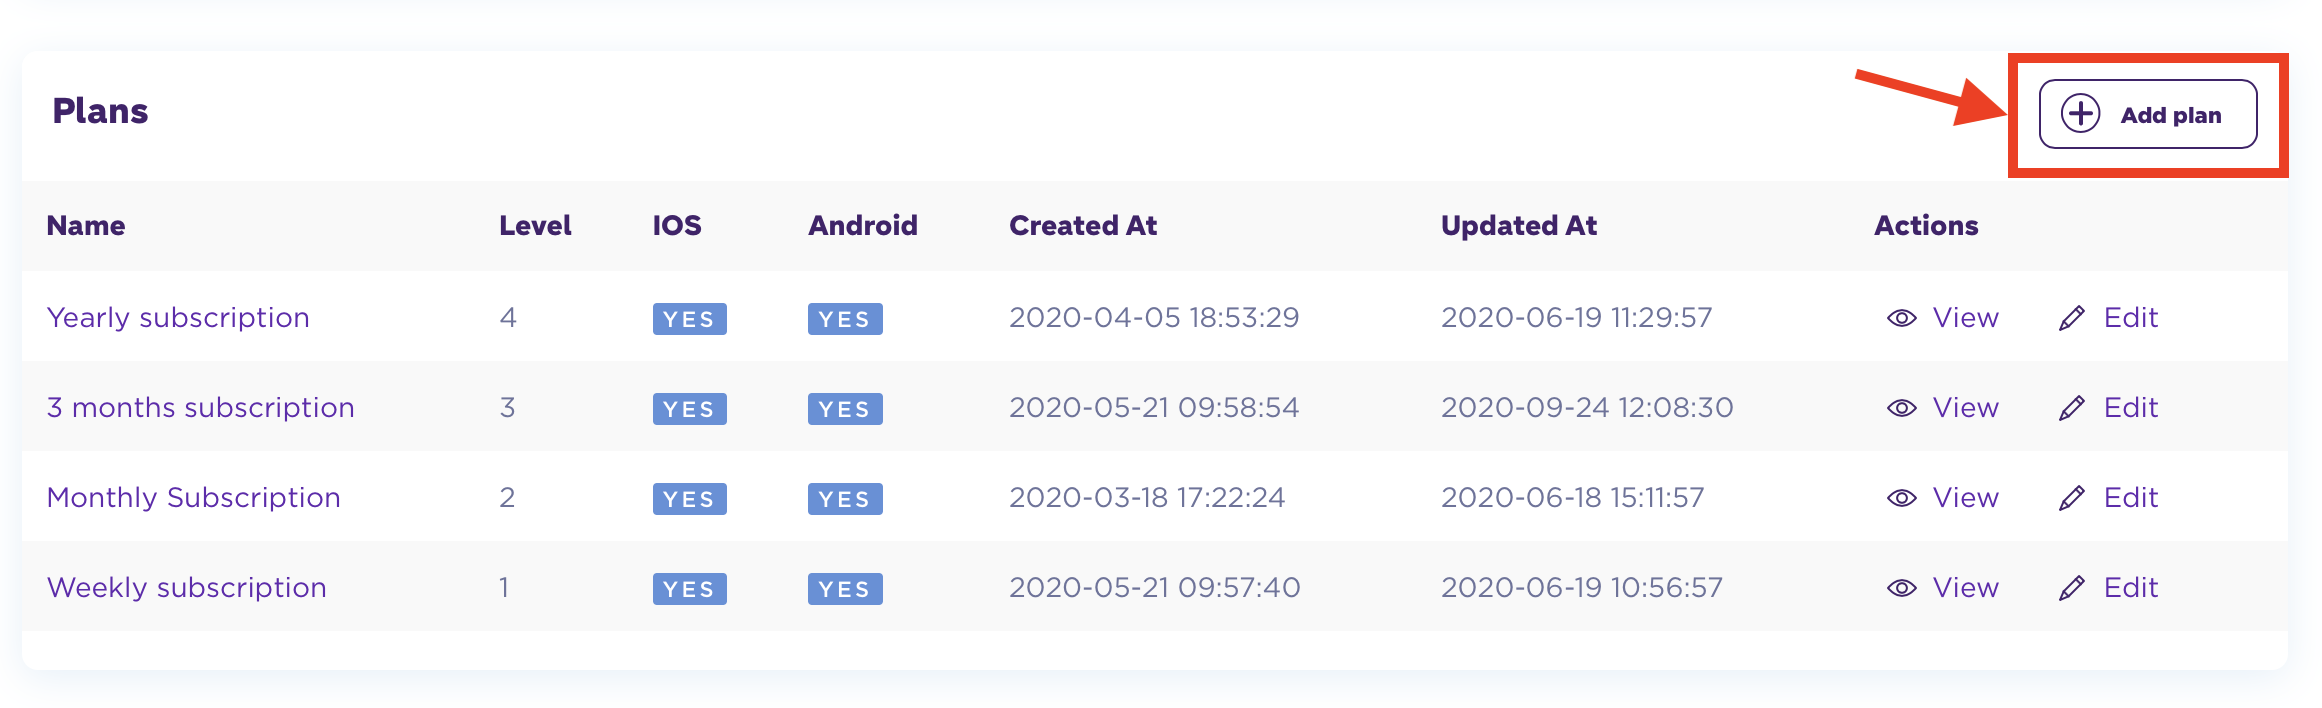 Plans
Add plan
Name Level IOS Android Created At Updated At Actions
Yearly subscription 4 YES YES 2020-04-05 18:53:29 2020-06-19 11:29:57 View Edit
3 months subscription 3 YES YES 2020-05-21 09:58:54 2020-09-24 12:08:30 View Edit
Monthly Subscription 2 YES YES 2020-03-18 17:22:24 2020-06-18 15:11:57 View Edit
Weekly subscription 1 YES YES 2020-05-21 09:57:40 2020-06-19 10:56:57 View Edit